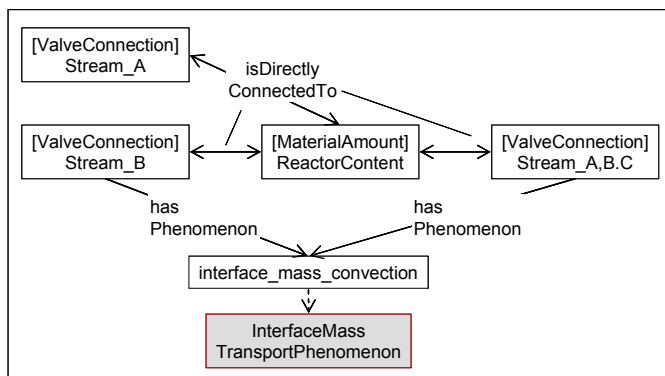 [ValveConnection]
Stream_A
isDirectly
ConnectedTo
[ValveConnection]
Stream_B
[MaterialAmount]
ReactorContent
[ValveConnection]
Stream_A,B.C
has
Phenomenon
has
Phenomenon
interface_mass_convection
InterfaceMass
TransportPhenomenon